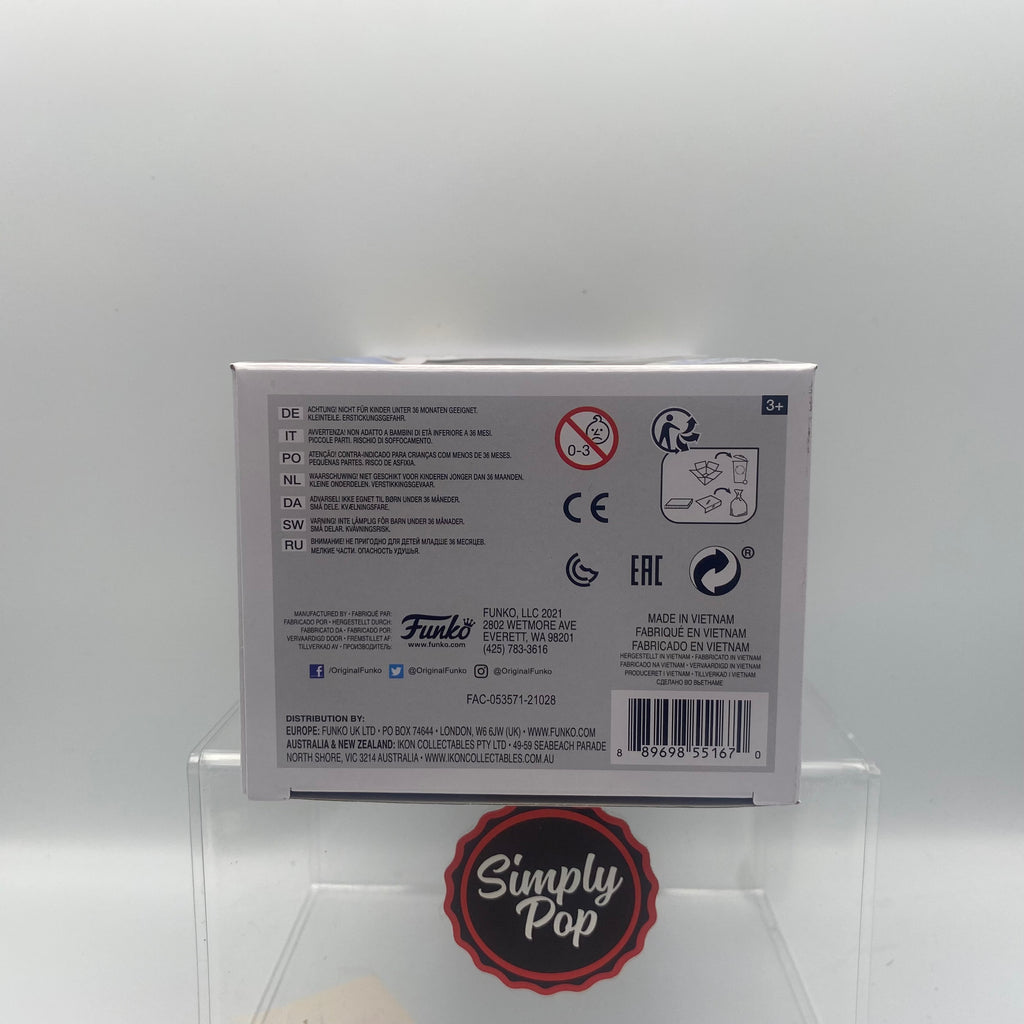 3+
DE ACHTUNG! NICHT FÜR KINDER UNTER 36 MONATEN GEEIGNET.
KLEINTEILE. ERSTICKUNGSGEFAHR.
IT AVVERTENZA! NON ADATTO A BAMBINI DI ETÀ INFERIORE A 36 MESI.
PICCOLE PARTI. RISCHIO DI SOFFOCAMENTO.
PO ATENÇÃO! CONTRA-INDICADO PARA CRIANÇAS COM MENOS DE 36 MESES.
PEQUENAS PARTES. RISCO DE ASFIXIA.
NL WAARSCHUWING! NIET GESCHIKT VOOR KINDEREN JONGER DAN 36 MAANDEN.
KLEINE ONDERDELEN. VERSTIKKINGSGEVAAR.
DA ADVARSEL! IKKE EGNET TIL BØRN UNDER 36 MÅNEDER.
SMÅ DELE. KVÆLNINGSFARE.
SW VARNING! INTE LÄMPLIG FÖR BARN UNDER 36 MÅNADER.
SMÅ DELAR. KVÄVNINGSRISK.
RU ВНИМАНИЕ! НЕ ПРИГОДНО ДЛЯ ДЕТЕЙ МЛАДШЕ 36 МЕСЯЦЕВ.
МЕЛКИЕ ЧАСТИ. ОПАСНОСТЬ УДУШЬЯ.
0-3
CE
EAC
®
MANUFACTURED BY • FABRIQUÉ PAR:
FABRICADO POR • HERGESTELLT DURCH:
FABBRICATO DA • FABRICADO POR:
VERVAARDIGD DOOR • FREMSTILLET AF:
TILLVERKAD AV • ПРОИЗВОДИТЕЛЬ:
Funko
www.funko.com
FUNKO, LLC 2021
2802 WETMORE AVE
EVERETT, WA 98201
(425) 783-3616
/OriginalFunko @OriginalFunko @OriginalFunko
FAC-053571-21028
MADE IN VIETNAM
FABRIQUÉ EN VIETNAM
FABRICADO EN VIETNAM
HERGESTELLT IN VIETNAM • FABBRICATO IN VIETNAM
FABRICADO NA VIETNAM • VERVAARDIGD IN VIETNAM
PRODUCERET I VIETNAM • TILLVERKAD I VIETNAM
СДЕЛАНО ВО ВЬЕТНАМЕ
DISTRIBUTION BY:
EUROPE: FUNKO UK LTD • PO BOX 74644 • LONDON, W6 6JW (UK) • WWW.FUNKO.COM
AUSTRALIA & NEW ZEALAND: IKON COLLECTABLES PTY LTD • 49-59 SEABEACH PARADE
NORTH SHORE, VIC 3214 AUSTRALIA • WWW.IKONCOLLECTABLES.COM.AU
8 89698 55167 0
Simply
Pop